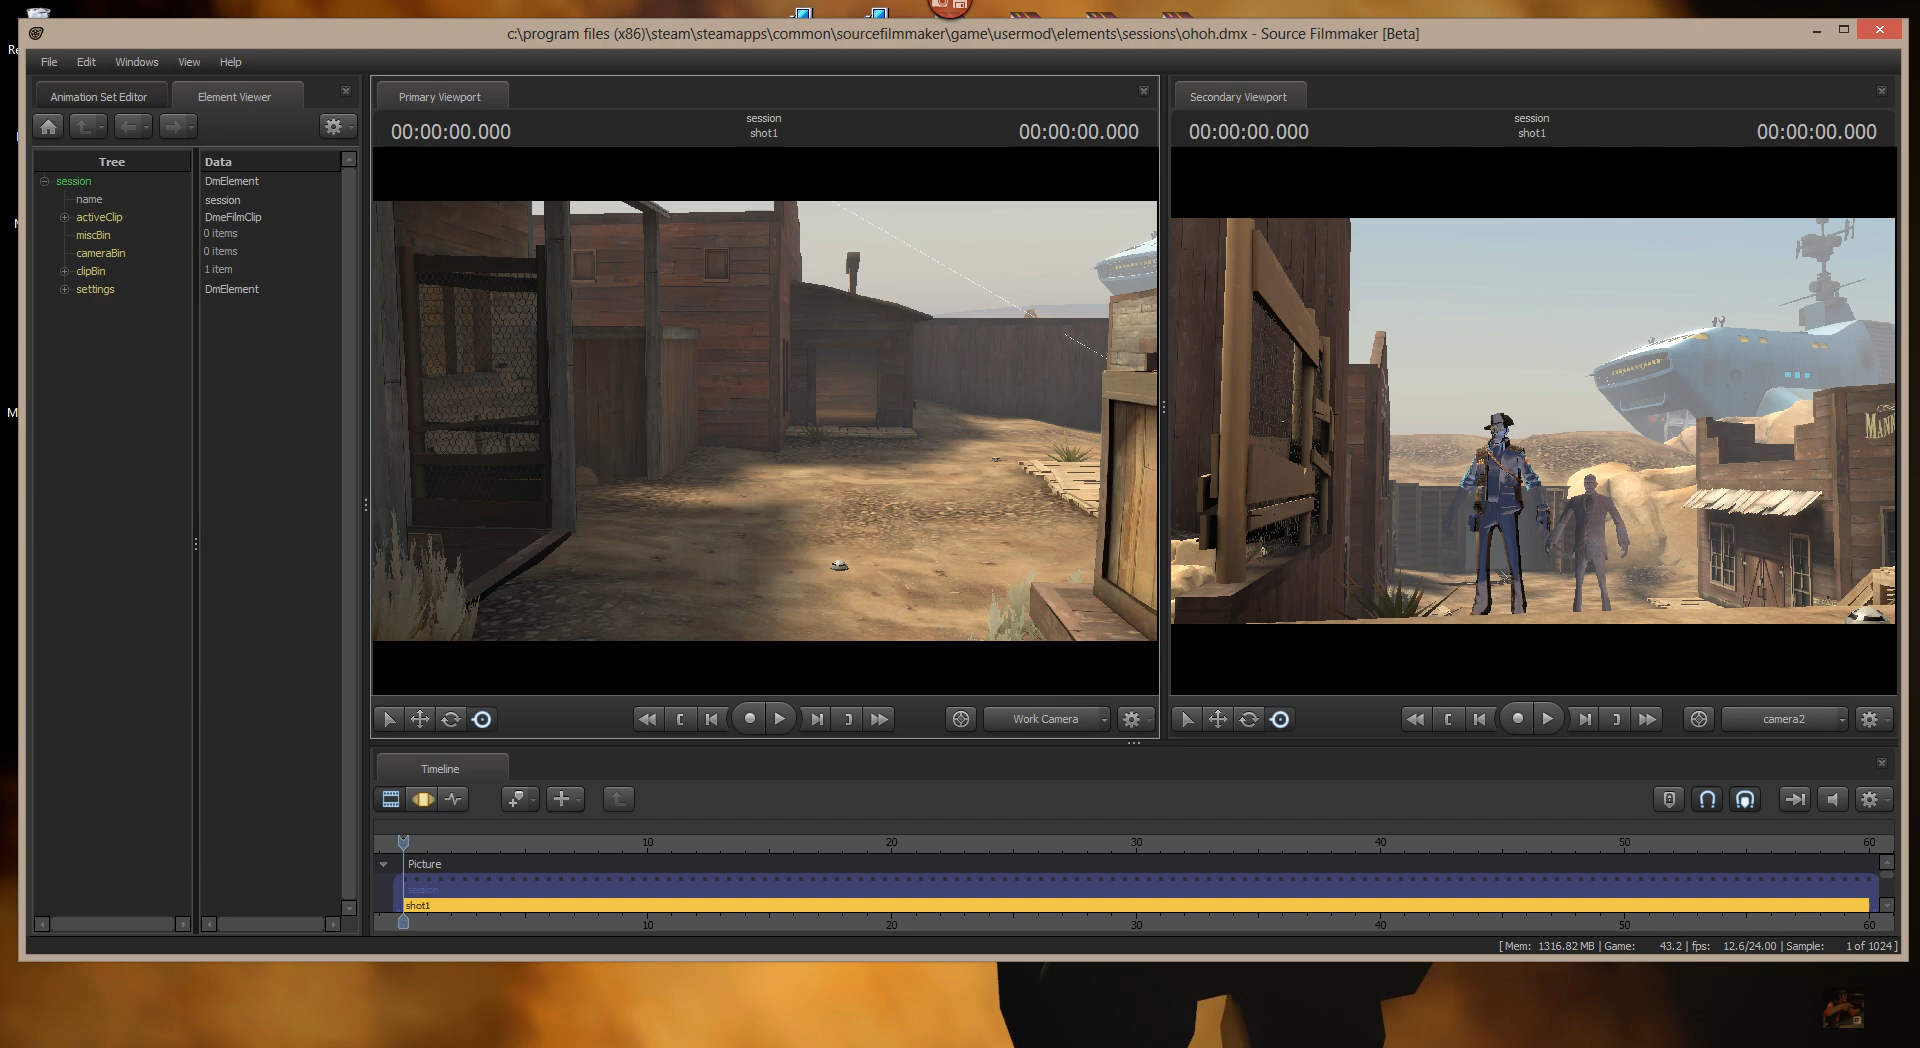 c:\program files (x86)\steam\steamapps\common\sourcefilmmaker\game\usermod\elements\sessions\ohoh.dmx - Source Filmmaker [Beta]
File Edit Windows View Help
Animation Set Editor
Element Viewer
Tree
Data
session DmElement
name session
activeClip DmeFilmClip
miscBin 0 items
cameraBin 0 items
clipBin 1 item
settings DmElement
Primary Viewport
00:00:00.000
session
shot1
00:00:00.000
Work Camera
Secondary Viewport
00:00:00.000
session
shot1
00:00:00.000
MANN
camera2
Timeline
10 20 30 40 50 60
Picture
session
shot1
10 20 30 40 50 60
[ Mem: 1316.82 MB | Game: 43.2 | fps: 12.6/24.00 | Sample: 1 of 1024 ]